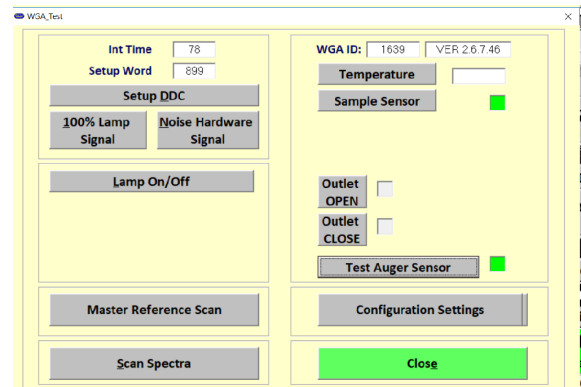 WGA_Test
Int Time 78
Setup Word 899
Setup DDC
100% Lamp Signal
Noise Hardware Signal
Lamp On/Off
Master Reference Scan
Scan Spectra
WGA ID: 1639 VER 2.6.7.46
Temperature
Sample Sensor
Outlet OPEN
Outlet CLOSE
Test Auger Sensor
Configuration Settings
Close